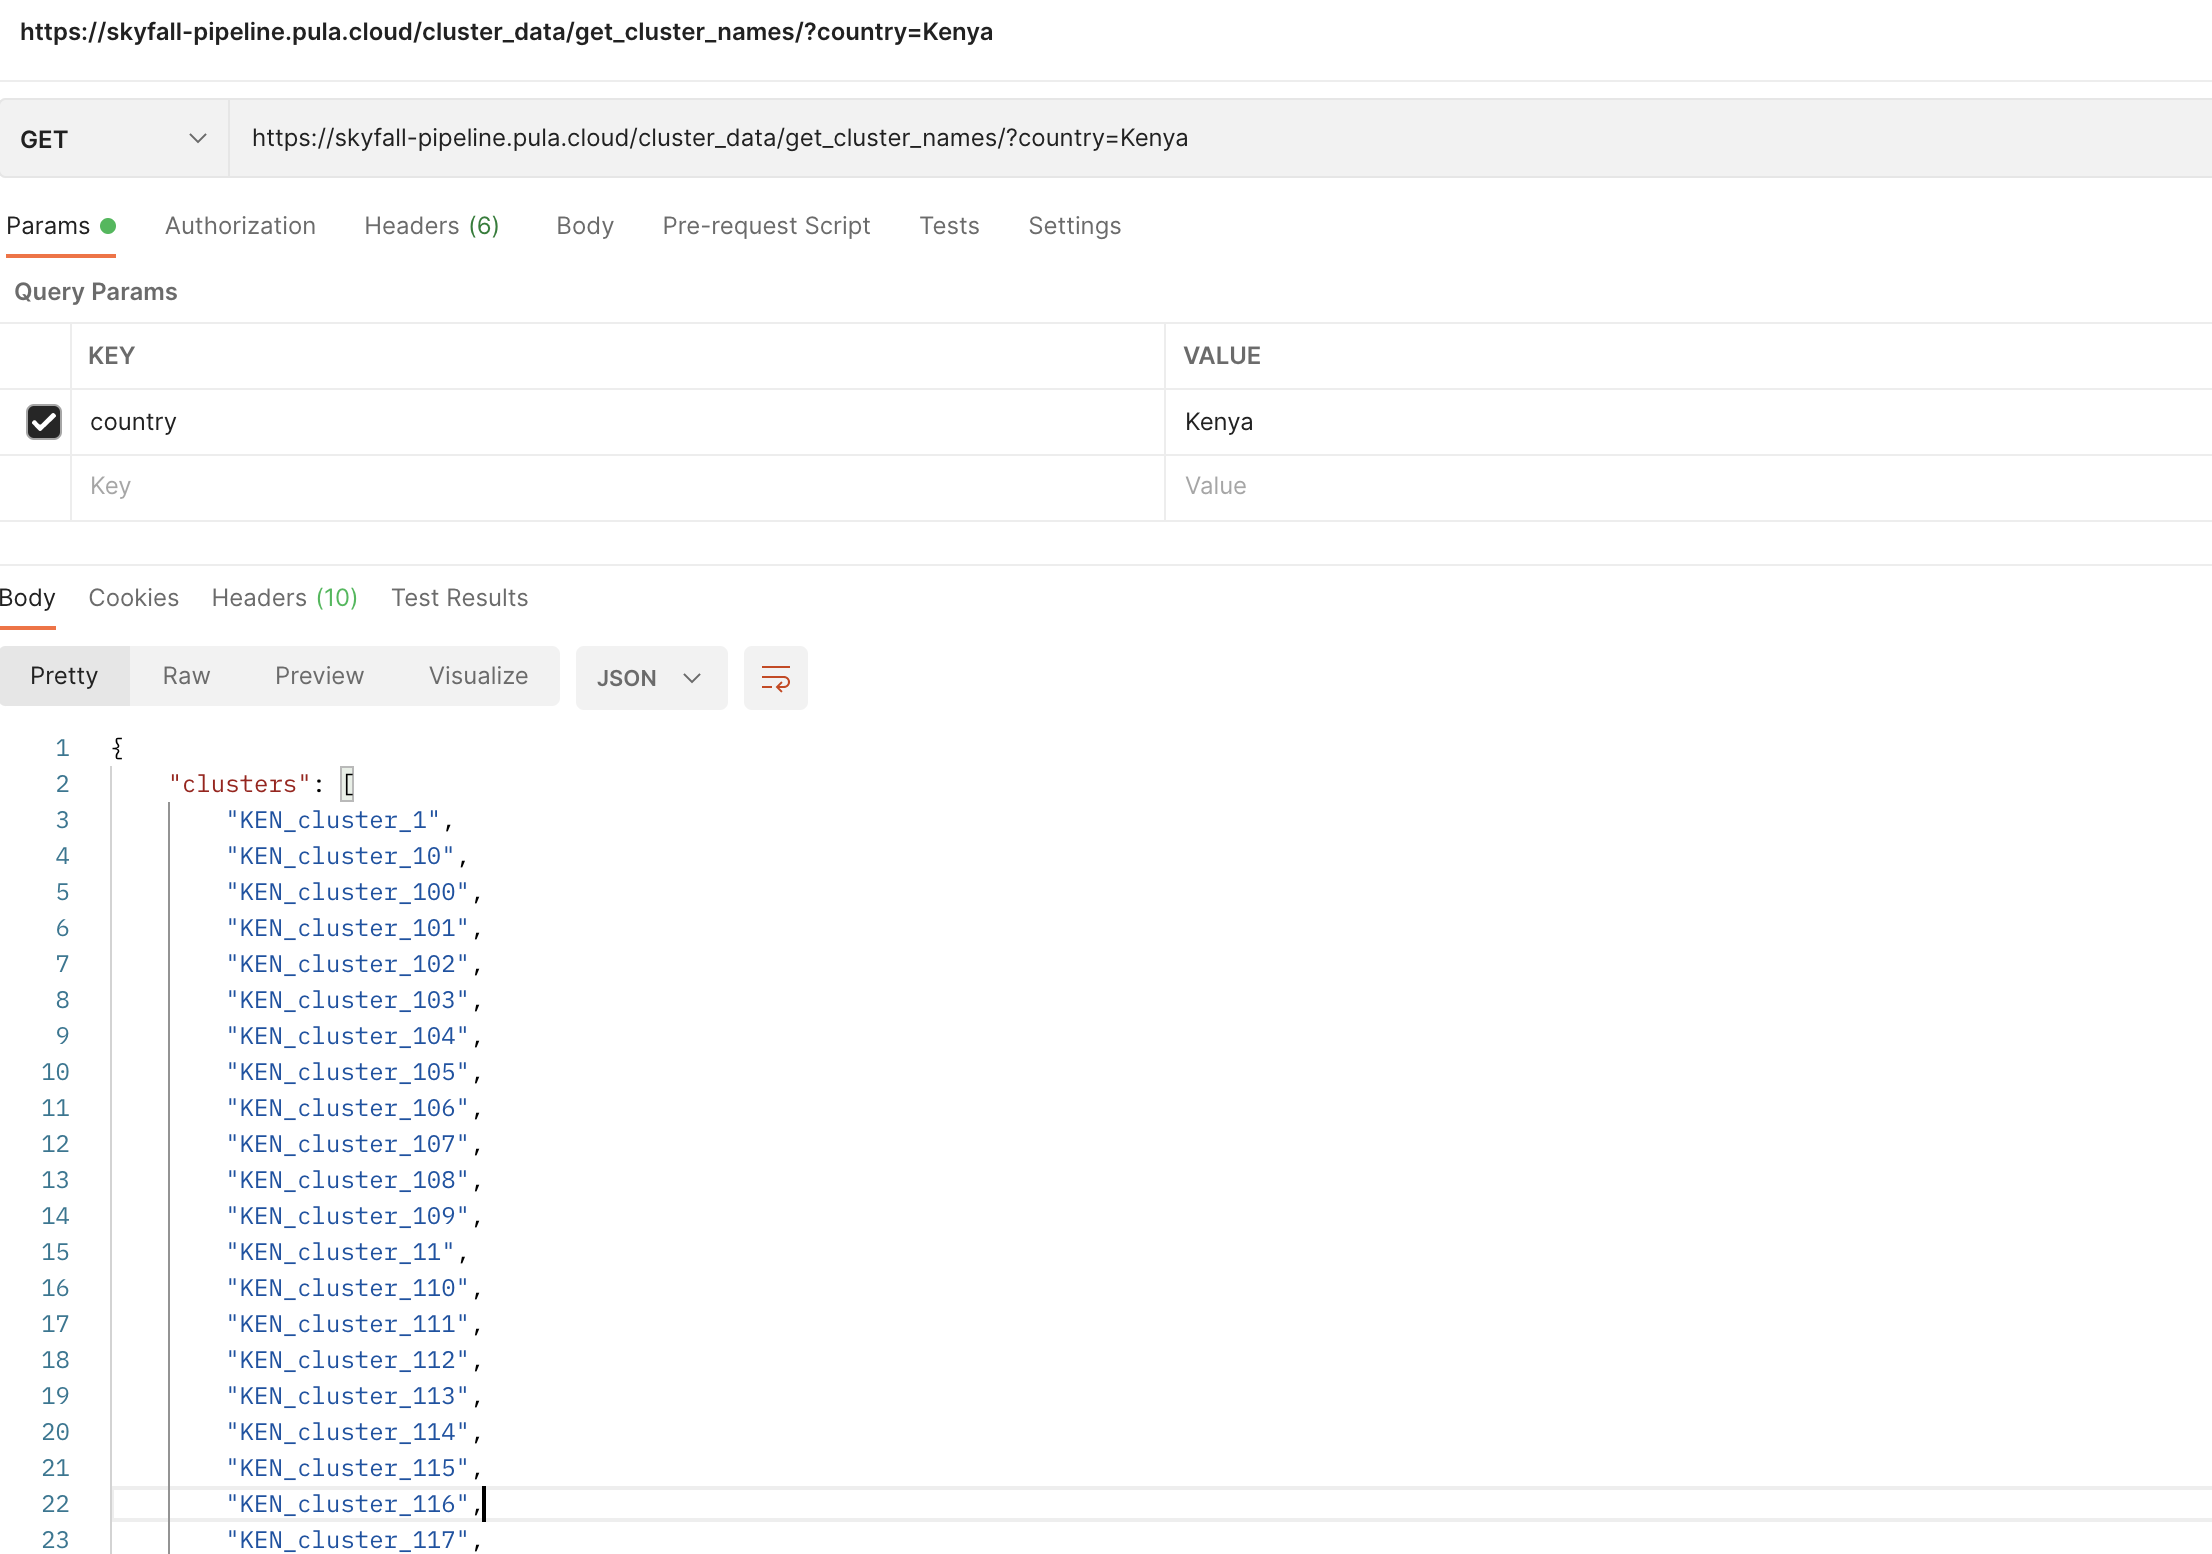 https://skyfall-pipeline.pula.cloud/cluster_data/get_cluster_names/?country=Kenya
GET https://skyfall-pipeline.pula.cloud/cluster_data/get_cluster_names/?country=Kenya
Params Authorization Headers (6) Body Pre-request Script Tests Settings
Query Params
KEY VALUE
country Kenya
Key Value
Body Cookies Headers (10) Test Results
Pretty Raw Preview Visualize JSON
1 {
2 "clusters": [
3 "KEN_cluster_1",
4 "KEN_cluster_10",
5 "KEN_cluster_100",
6 "KEN_cluster_101",
7 "KEN_cluster_102",
8 "KEN_cluster_103",
9 "KEN_cluster_104",
10 "KEN_cluster_105",
11 "KEN_cluster_106",
12 "KEN_cluster_107",
13 "KEN_cluster_108",
14 "KEN_cluster_109",
15 "KEN_cluster_11",
16 "KEN_cluster_110",
17 "KEN_cluster_111",
18 "KEN_cluster_112",
19 "KEN_cluster_113",
20 "KEN_cluster_114",
21 "KEN_cluster_115",
22 "KEN_cluster_116",
23 "KEN_cluster_117",